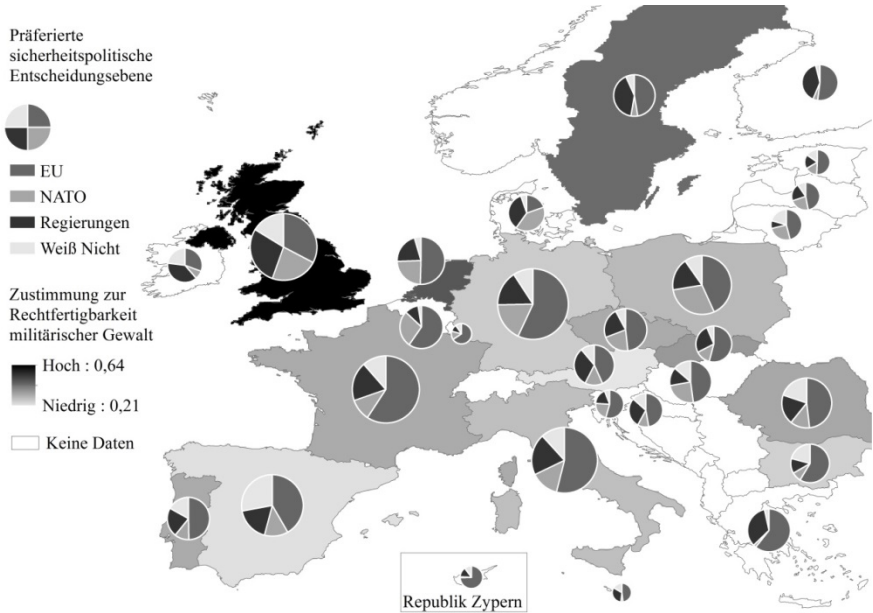 Präferierte
sicherheitspolitische
Entscheidungsebene
EU
NATO
Regierungen
Weiß Nicht
Zustimmung zur
Rechtfertigbarkeit
militärischer Gewalt
Hoch : 0,64
Niedrig : 0,21
Keine Daten
Republik Zypern